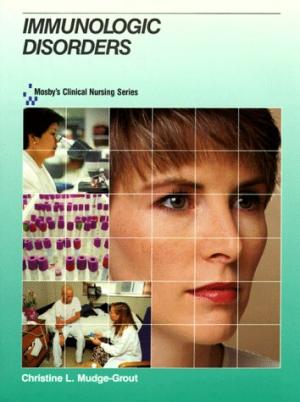 IMMUNOLOGIC
DISORDERS
Mosby's Clinical Nursing Series
Christine L. Mudge-Grout